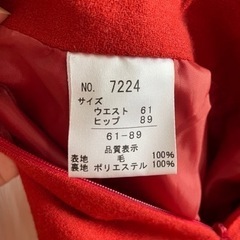 NO. 7224
サイズ
ウエスト 61
ヒップ 89
61-89
品質表示
表地 毛 100%
裏地 ポリエステル 100%